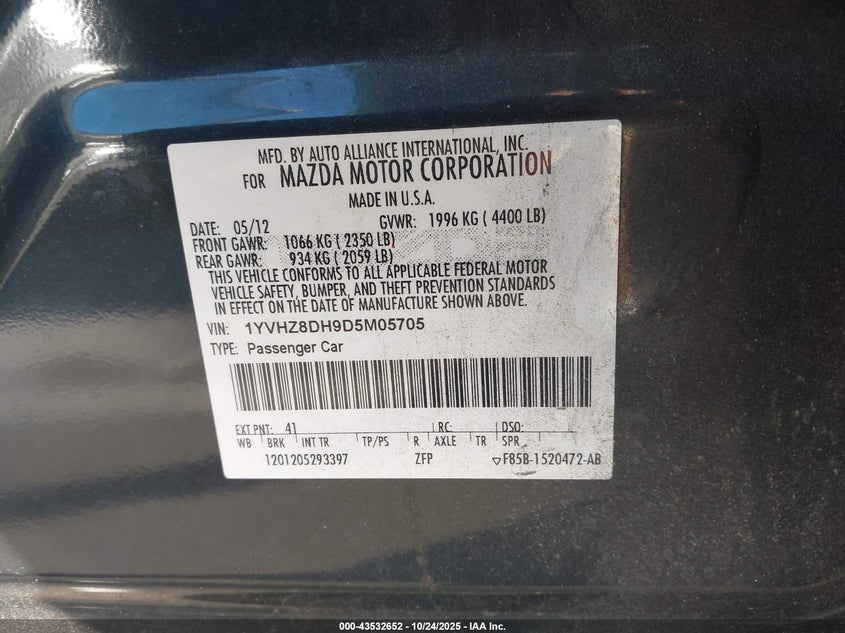 MFD. BY AUTO ALLIANCE INTERNATIONAL, INC.
FOR MAZDA MOTOR CORPORATION
MADE IN U.S.A.
DATE: 05/12 GVWR: 1996 KG ( 4400 LB)
FRONT GAWR: 1066 KG ( 2350 LB)
REAR GAWR: 934 KG ( 2059 LB)
THIS VEHICLE CONFORMS TO ALL APPLICABLE FEDERAL MOTOR
VEHICLE SAFETY, BUMPER, AND THEFT PREVENTION STANDARDS
IN EFFECT ON THE DATE OF MANUFACTURE SHOWN ABOVE.
VIN: 1YVHZ8DH9D5M05705
TYPE: Passenger Car
EXT PNT: 41 RC: DSO:
WB BRK INT TR TP/PS R AXLE TR SPR
1201205293397 ZFP ▽F85B-1520472-AB
000-43532652 - 10/24/2025 - IAA Inc.